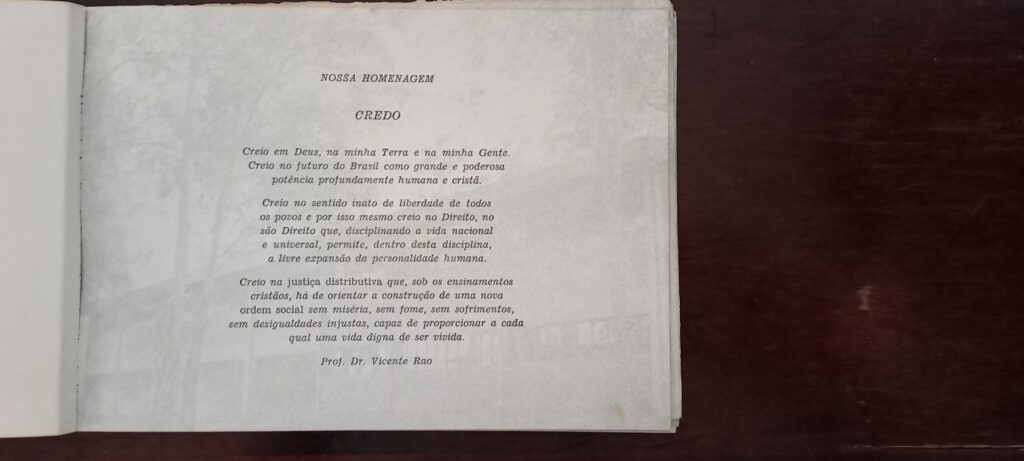 NOSSA HOMENAGEM
CREDO
Creio em Deus, na minha Terra e na minha Gente.
Creio no futuro do Brasil como grande e poderosa
potência profundamente humana e cristã.
Creio no sentido inato de liberdade de todos
os povos e por isso mesmo creio no Direito, no
são Direito que, disciplinando a vida nacional
e universal, permite, dentro desta disciplina,
a livre expansão da personalidade humana.
Creio na justiça distributiva que, sob os ensinamentos
cristãos, há de orientar a construção de uma nova
ordem social sem miséria, sem fome, sem sofrimentos,
sem desigualdades injustas, capaz de proporcionar a cada
qual uma vida digna de ser vivida.
Prof. Dr. Vicente Rao